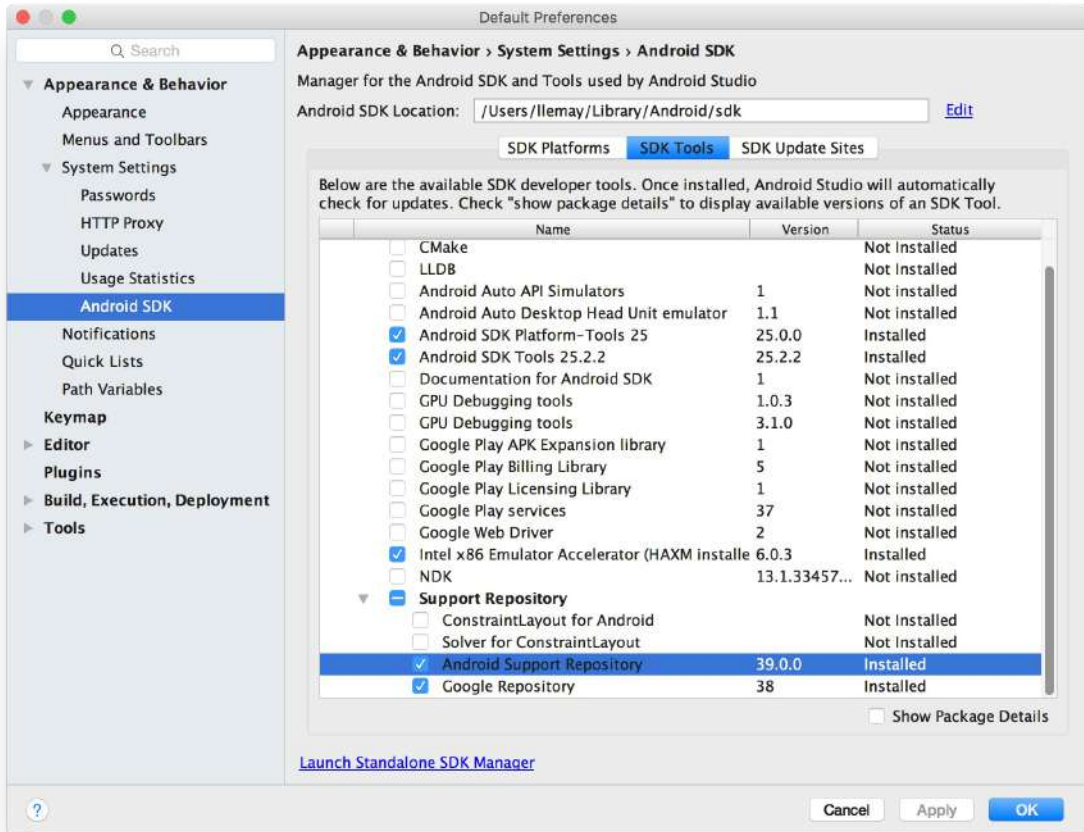 Default Preferences
Search
Appearance & Behavior
Appearance
Menus and Toolbars
System Settings
Passwords
HTTP Proxy
Updates
Usage Statistics
Android SDK
Notifications
Quick Lists
Path Variables
Keymap
Editor
Plugins
Build, Execution, Deployment
Tools
Appearance & Behavior › System Settings › Android SDK
Manager for the Android SDK and Tools used by Android Studio
Android SDK Location: /Users/llemay/Library/Android/sdk Edit
SDK Platforms SDK Tools SDK Update Sites
Below are the available SDK developer tools. Once installed, Android Studio will automatically
check for updates. Check "show package details" to display available versions of an SDK Tool.
Name Version Status
CMake Not Installed
LLDB Not Installed
Android Auto API Simulators 1 Not installed
Android Auto Desktop Head Unit emulator 1.1 Not installed
Android SDK Platform-Tools 25 25.0.0 Installed
Android SDK Tools 25.2.2 25.2.2 Installed
Documentation for Android SDK 1 Not installed
GPU Debugging tools 1.0.3 Not installed
GPU Debugging tools 3.1.0 Not installed
Google Play APK Expansion library 1 Not installed
Google Play Billing Library 5 Not installed
Google Play Licensing Library 1 Not installed
Google Play services 37 Not installed
Google Web Driver 2 Not installed
Intel x86 Emulator Accelerator (HAXM installe 6.0.3 Installed
NDK 13.1.33457... Not installed
Support Repository
ConstraintLayout for Android Not Installed
Solver for ConstraintLayout Not Installed
Android Support Repository 39.0.0 Installed
Google Repository 38 Installed
Show Package Details
Launch Standalone SDK Manager
? Cancel Apply OK